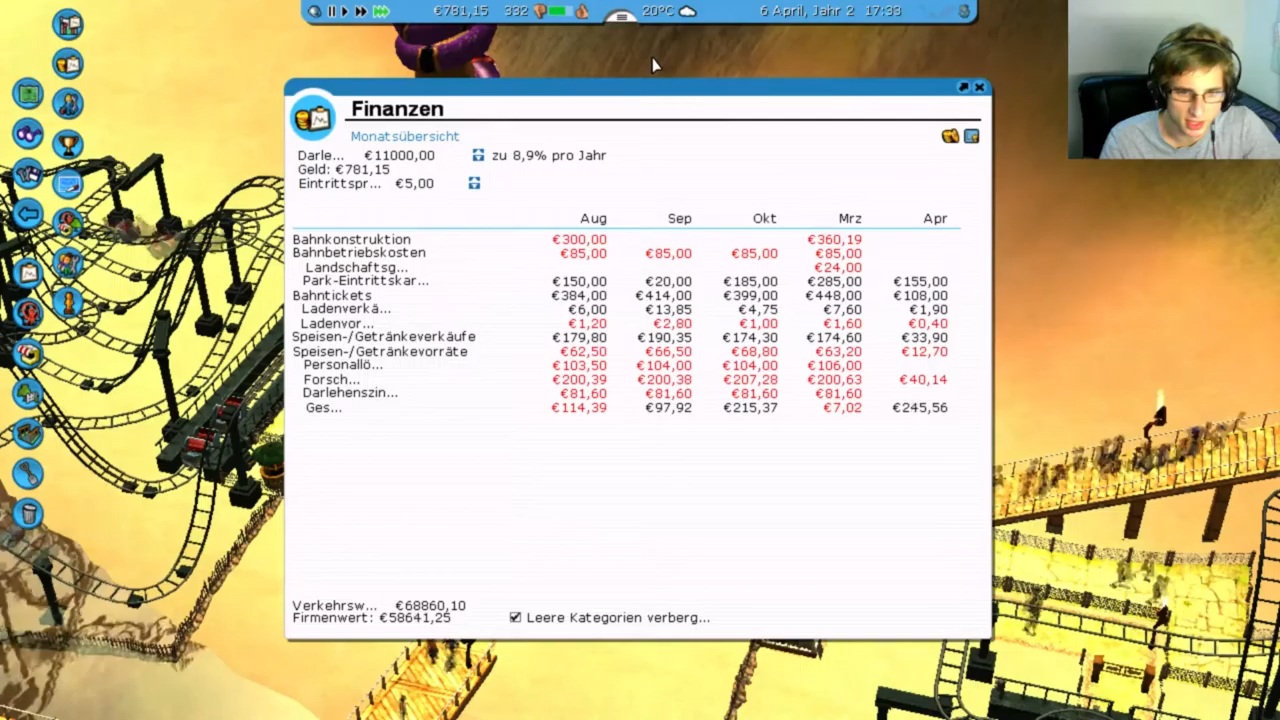 €781,15 332 20°C 6 April, Jahr 2 17:33
Finanzen
Monatsübersicht
Darle... €11000,00 zu 8,9% pro Jahr
Geld: €781,15
Eintrittspr... €5,00
Aug Sep Okt Mrz Apr
Bahnkonstruktion €300,00 €360,19
Bahnbetriebskosten €85,00 €85,00 €85,00 €85,00
Landschaftsg... €24,00
Park-Eintrittskar... €150,00 €20,00 €185,00 €285,00 €155,00
Bahntickets €384,00 €414,00 €399,00 €448,00 €108,00
Ladenverkä... €6,00 €13,85 €4,75 €7,60 €1,90
Ladenvor... €1,20 €2,80 €1,00 €1,60 €0,40
Speisen-/Getränkeverkäufe €179,80 €190,35 €174,30 €174,60 €33,90
Speisen-/Getränkevorräte €62,50 €66,50 €68,80 €63,20 €12,70
Personallö... €103,50 €104,00 €104,00 €106,00
Forsch... €200,39 €200,38 €207,28 €200,63 €40,14
Darlehenszin... €81,60 €81,60 €81,60 €81,60
Ges... €114,39 €97,92 €215,37 €7,02 €245,56
Verkehrsw... €68860,10
Firmenwert: €58641,25 Leere Kategorien verberg...